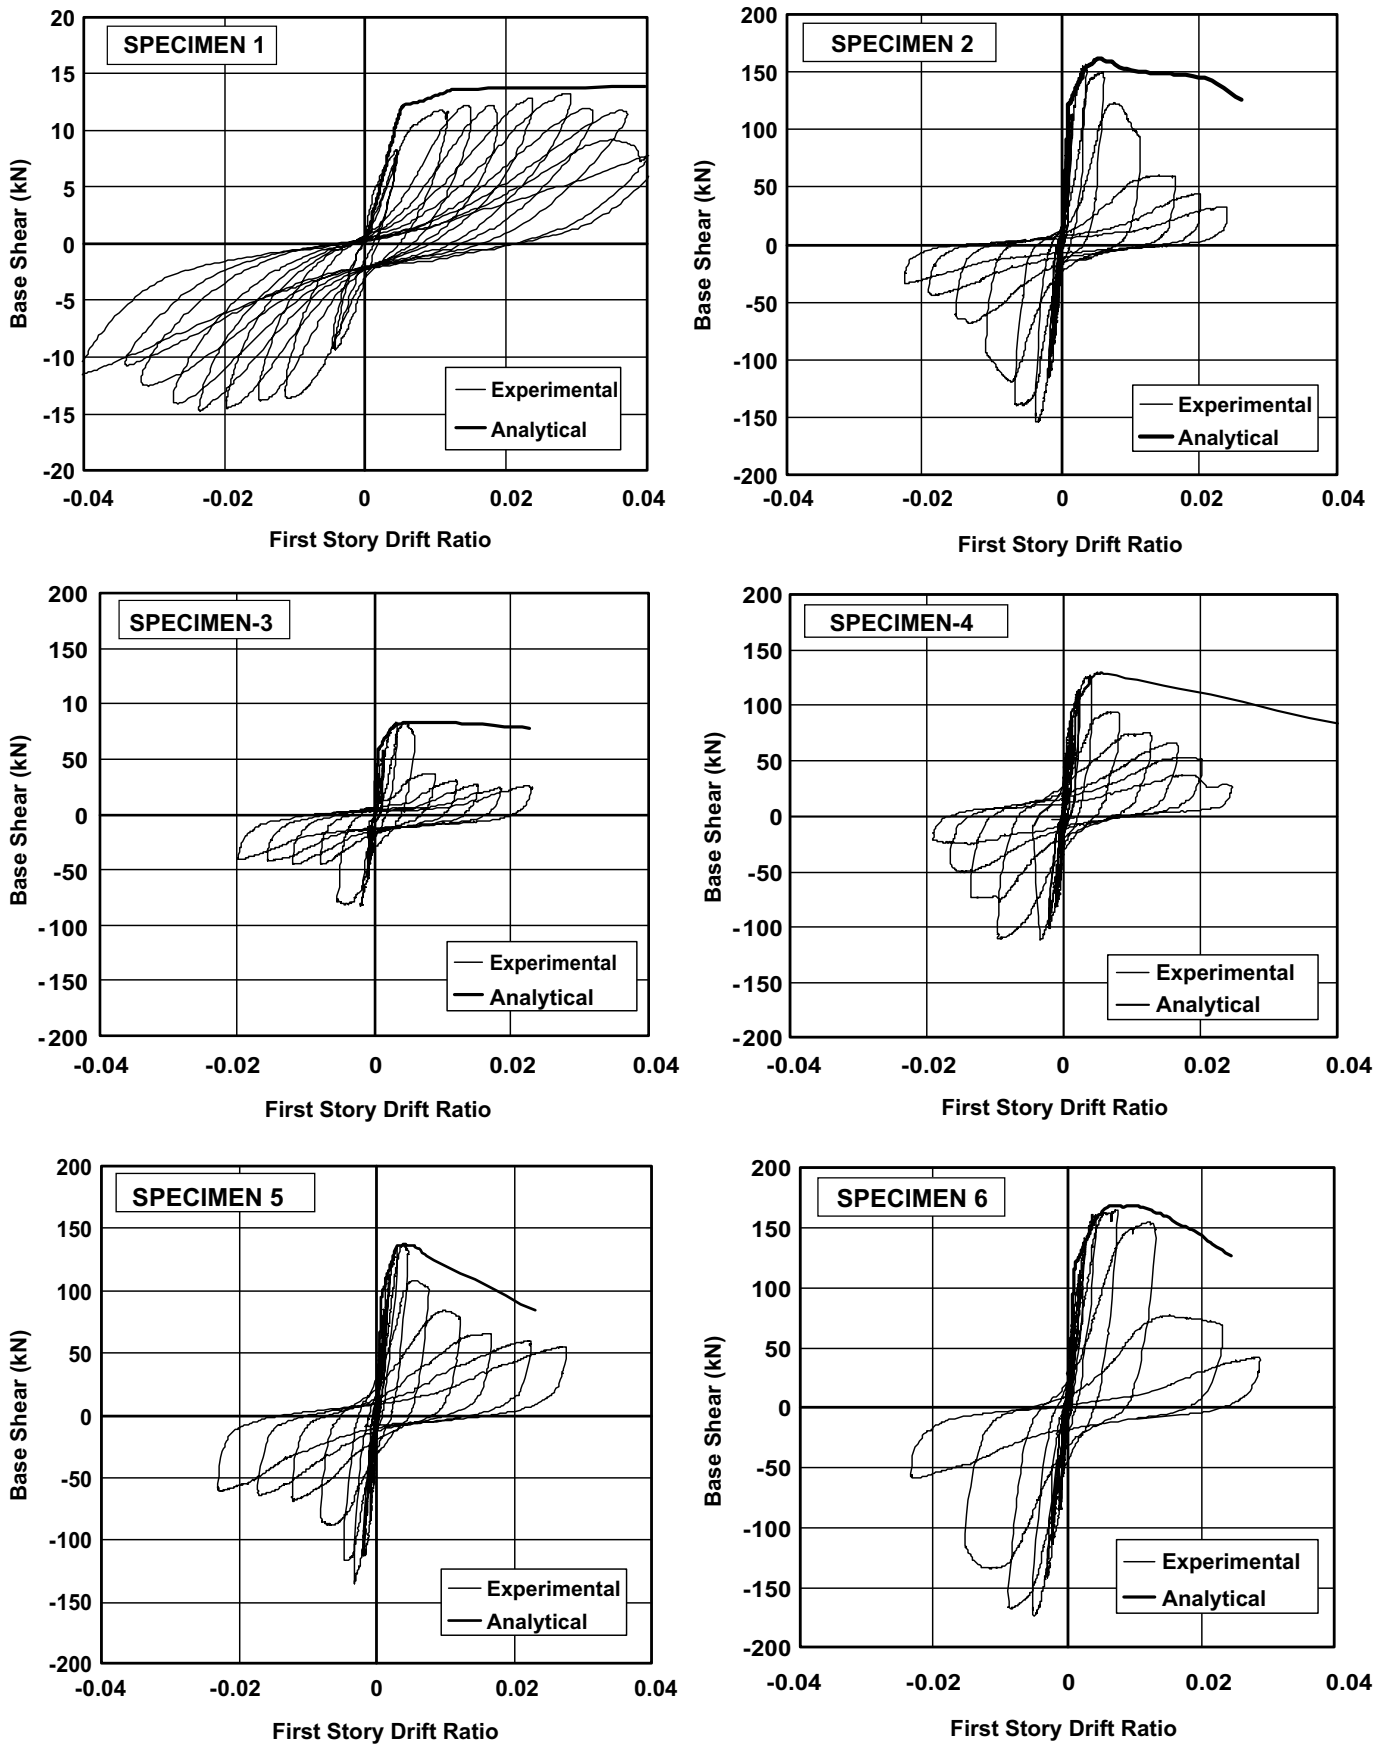 SPECIMEN 1
20
15
10
5
0
-5
-10
-15
-20
-0.04
-0.02
0
0.02
0.04
Base Shear (kN)
First Story Drift Ratio
Experimental
Analytical
SPECIMEN 2
200
150
100
50
0
-50
-100
-150
-200
-0.04
-0.02
0
0.02
0.04
Base Shear (kN)
First Story Drift Ratio
Experimental
Analytical
SPECIMEN-3
200
150
10
50
0
-50
-100
-150
-200
-0.04
-0.02
0
0.02
0.04
Base Shear (kN)
First Story Drift Ratio
Experimental
Analytical
SPECIMEN-4
200
150
100
50
0
-50
-100
-150
-200
-0.04
-0.02
0
0.02
0.04
Base Shear (kN)
First Story Drift Ratio
Experimental
Analytical
SPECIMEN 5
200
150
100
50
0
-50
-100
-150
-200
-0.04
-0.02
0
0.02
0.04
Base Shear (kN)
First Story Drift Ratio
Experimental
Analytical
SPECIMEN 6
200
150
100
50
0
-50
-100
-150
-200
-0.04
-0.02
0
0.02
0.04
Base Shear (kN)
First Story Drift Ratio
Experimental
Analytical